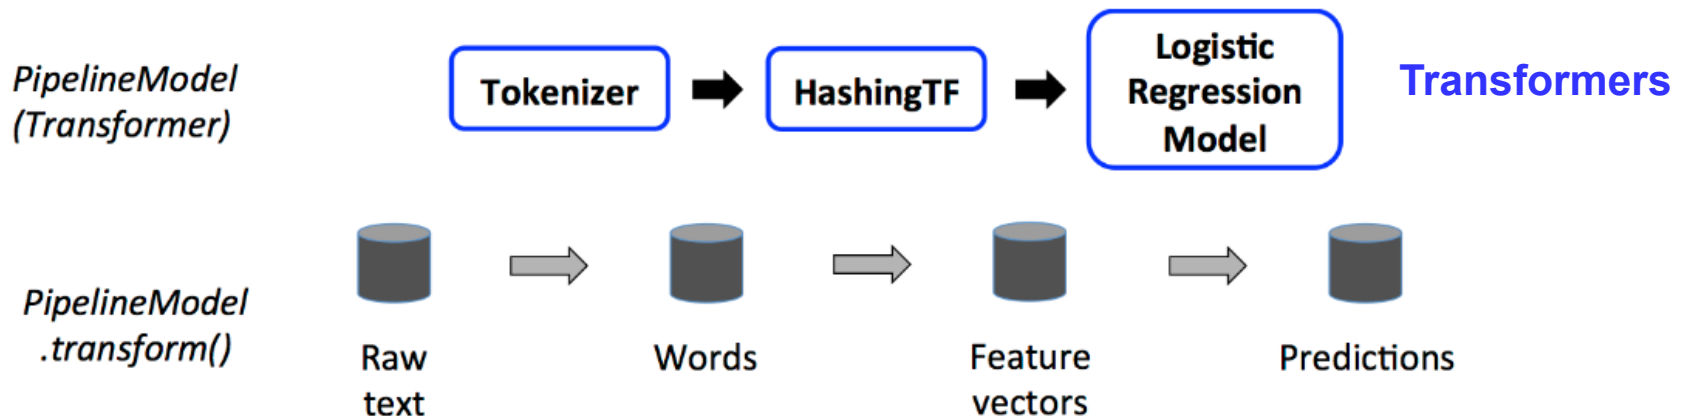 PipelineModel
(Transformer)
Tokenizer
HashingTF
Logistic
Regression
Model
Transformers
PipelineModel
.transform()
Raw
text
Words
Feature
vectors
Predictions